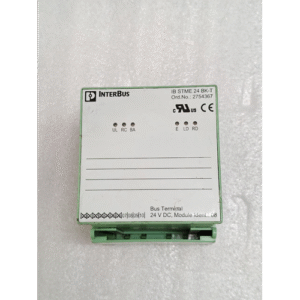 INTERBUS
IB STME 24 BK-T
Ord.No.: 2754367
UL RC BA
E LD RD
Bus Terminal
24 V DC, Module Ident. 08